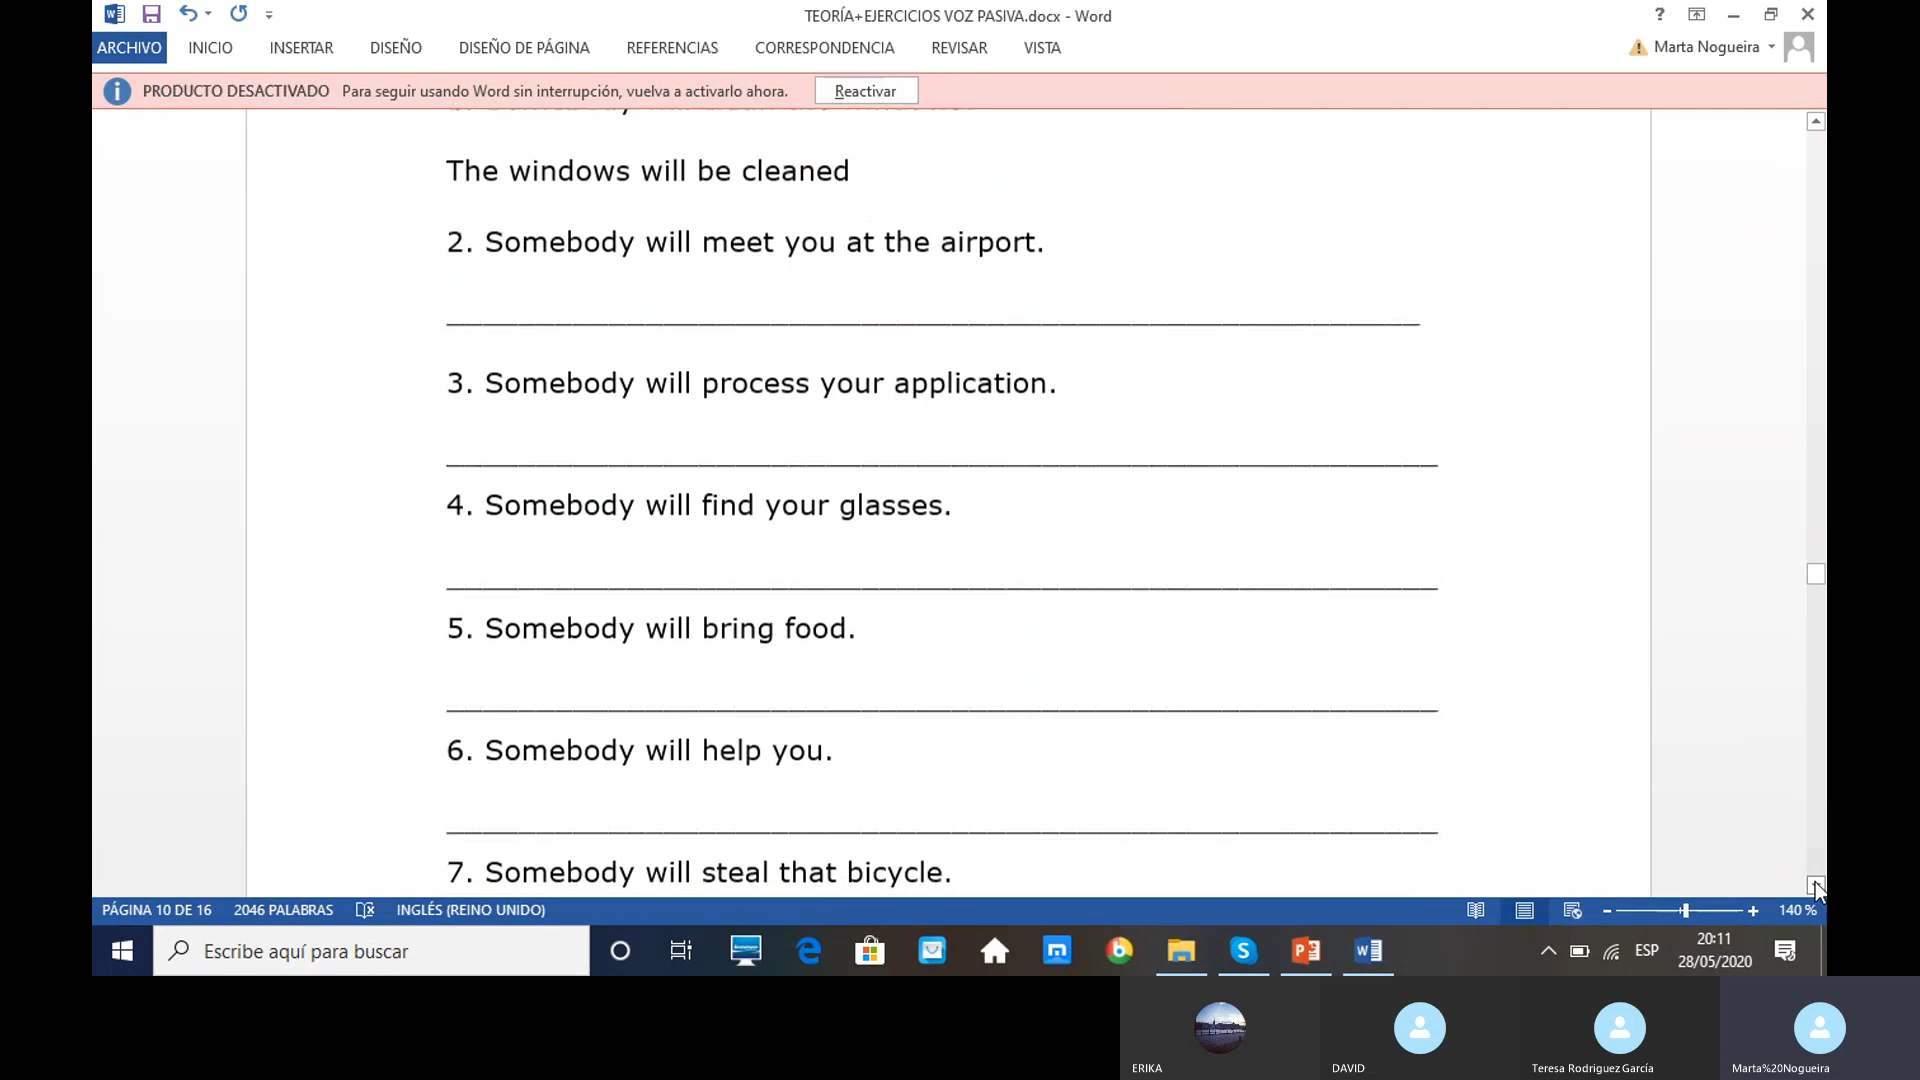 TEORÍA+EJERCICIOS VOZ PASIVA.docx - Word
ARCHIVO INICIO INSERTAR DISEÑO DISEÑO DE PÁGINA REFERENCIAS CORRESPONDENCIA REVISAR VISTA Marta Nogueira
PRODUCTO DESACTIVADO Para seguir usando Word sin interrupción, vuelva a activarlo ahora. Reactivar
The windows will be cleaned
2. Somebody will meet you at the airport.
3. Somebody will process your application.
4. Somebody will find your glasses.
5. Somebody will bring food.
6. Somebody will help you.
7. Somebody will steal that bicycle.
PÁGINA 10 DE 16 2046 PALABRAS INGLÉS (REINO UNIDO) 140 %
Escribe aquí para buscar ESP 20:11
28/05/2020
ERIKA DAVID Teresa Rodriguez García Marta%20Nogueira